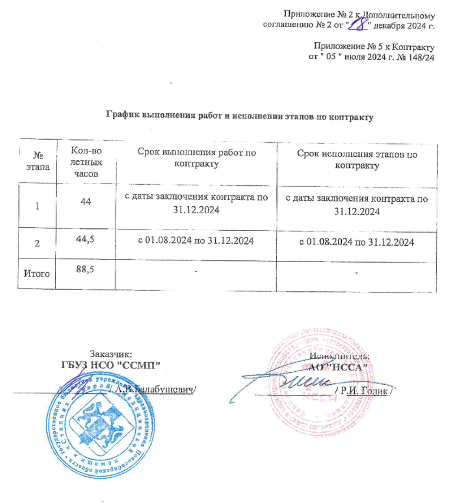 Приложение № 2 к Дополнительному
соглашению № 2 от "18" декабря 2024 г.
Приложение № 5 к Контракту
от " 05 " июля 2024 г. № 148/24
График выполнения работ и исполнения этапов по контракту
№ этапа
Кол-во летных часов
Срок выполнения работ по контракту
Срок исполнения этапов по контракту
1
44
с даты заключения контракта по 31.12.2024
с даты заключения контракта по 31.12.2024
2
44,5
с 01.08.2024 по 31.12.2024
с 01.08.2024 по 31.12.2024
Итого
88,5
-
-
Заказчик:
ГБУЗ НСО "ССМП"
/ А.В.Балабушевич/
Исполнитель:
АО "НССА"
/ Р.И. Голик /